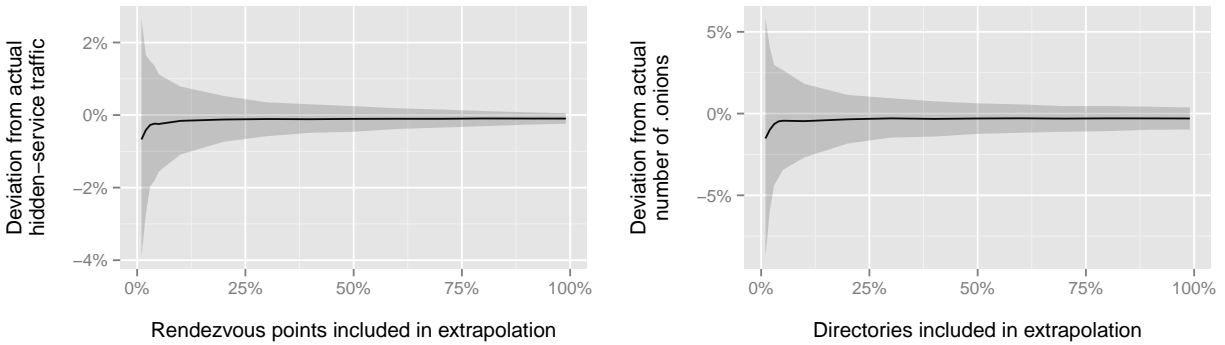 Deviation from actual
hidden−service traffic
2%
0%
−2%
−4%
0%
25%
50%
75%
100%
Rendezvous points included in extrapolation
Deviation from actual
number of .onions
5%
0%
−5%
0%
25%
50%
75%
100%
Directories included in extrapolation